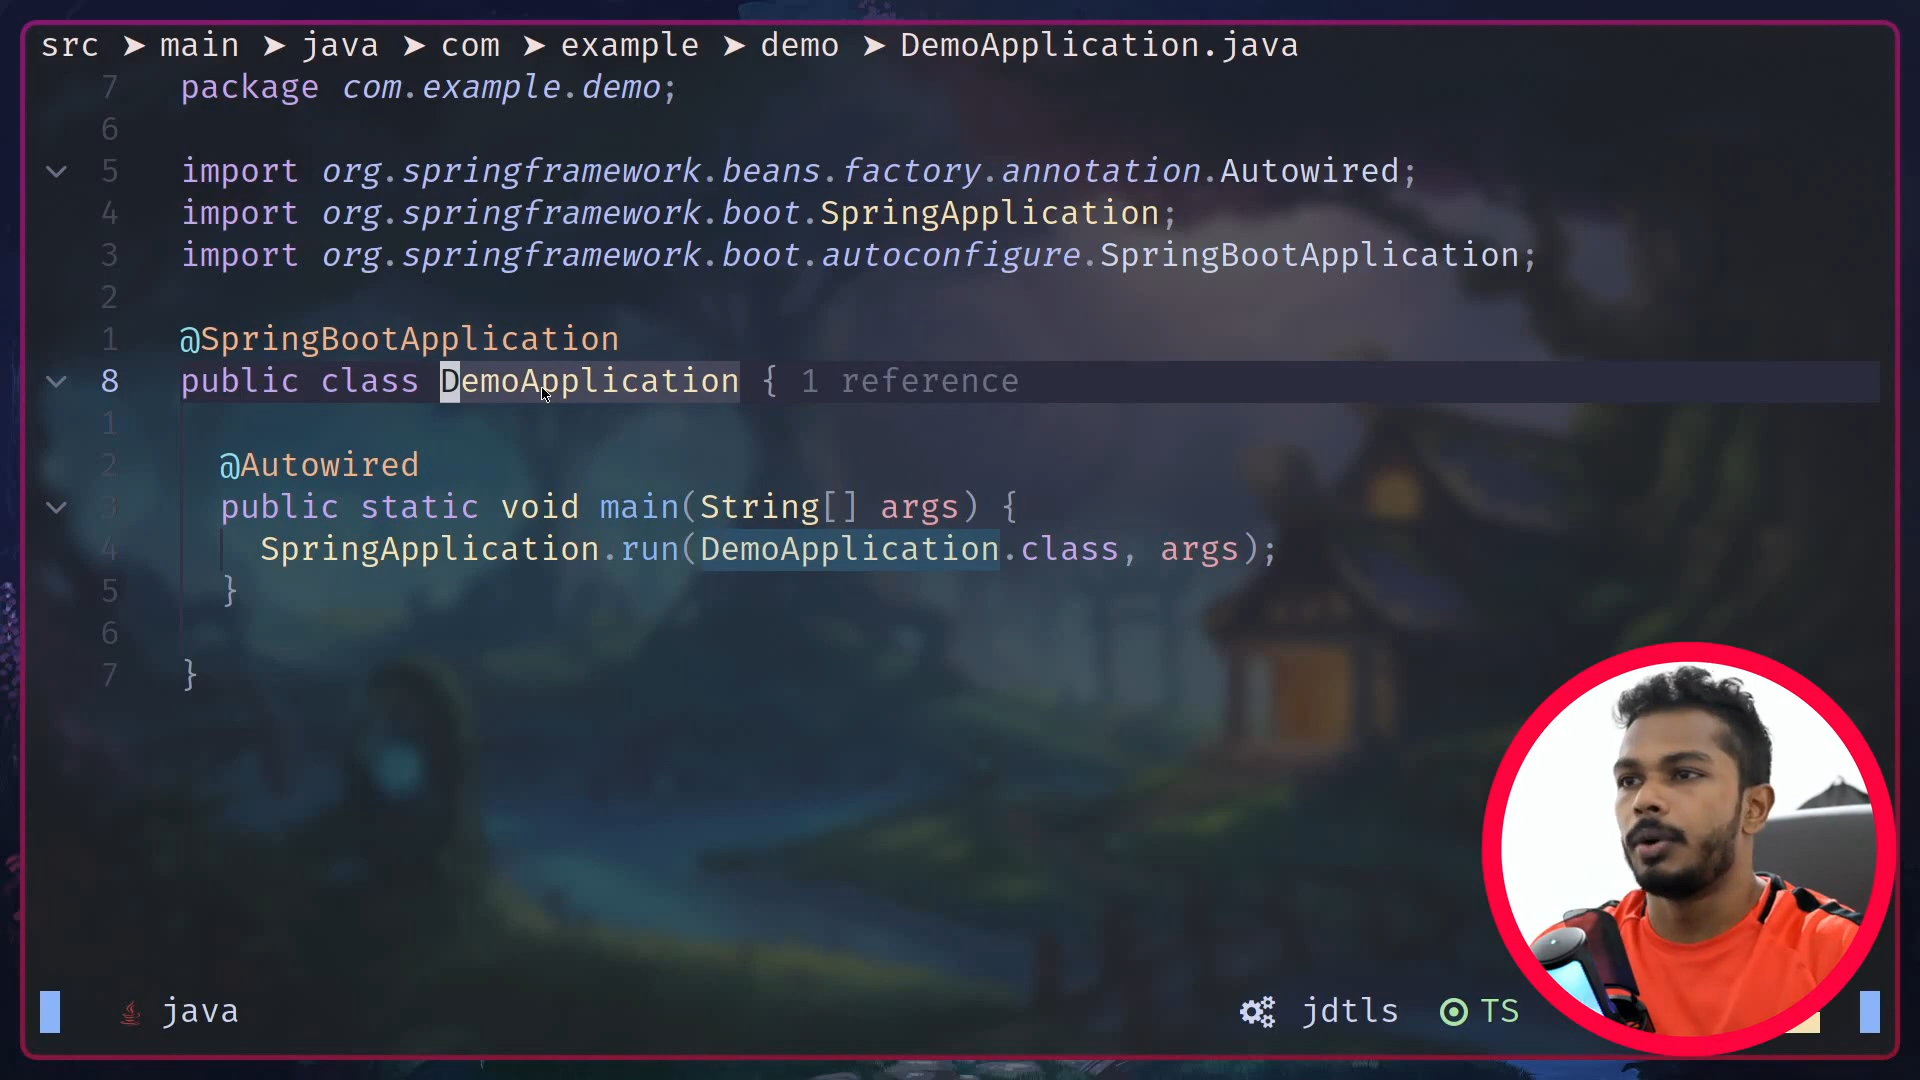 src ➤ main ➤ java ➤ com ➤ example ➤ demo ➤ DemoApplication.java
7 package com.example.demo;
6
5 import org.springframework.beans.factory.annotation.Autowired;
4 import org.springframework.boot.SpringApplication;
3 import org.springframework.boot.autoconfigure.SpringBootApplication;
2
1 @SpringBootApplication
8 public class DemoApplication { 1 reference
1
2 @Autowired
3 public static void main(String[] args) {
4 SpringApplication.run(DemoApplication.class, args);
5 }
6
7 }
java jdtls TS